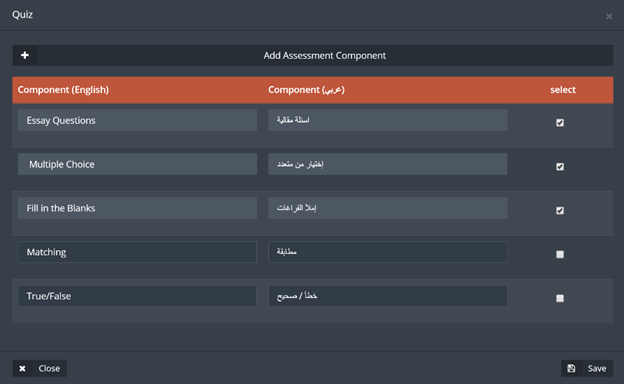 Quiz
×
Add Assessment Component
Component (English) Component (عربي) select
Essay Questions اسئلة مقالية
Multiple Choice إختيار من متعدد
Fill in the Blanks إملأ الفراغات
Matching مطابقة
True/False خطأ / صحيح
Close Save